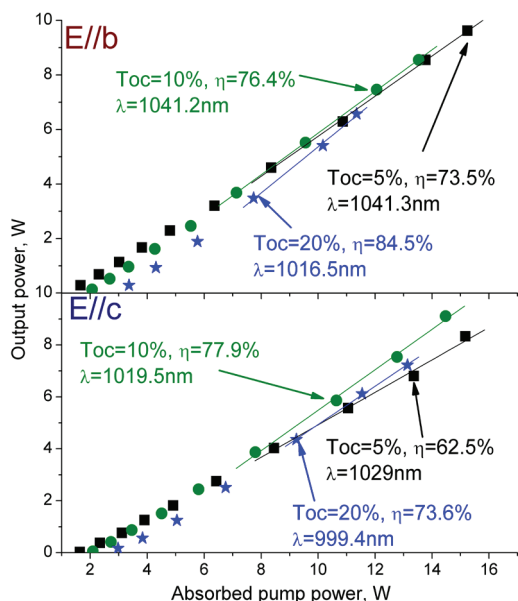 10
E//b
Toc=10%, η=76.4%
λ=1041.2nm
8
6
Toc=5%, η=73.5%
λ=1041.3nm
4
Toc=20%, η=84.5%
λ=1016.5nm
2
10
E//c
Toc=10%, η=77.9%
λ=1019.5nm
8
6
Toc=5%, η=62.5%
λ=1029nm
4
Toc=20%, η=73.6%
λ=999.4nm
2
0
2 4 6 8 10 12 14 16
Output power, W
Absorbed pump power, W